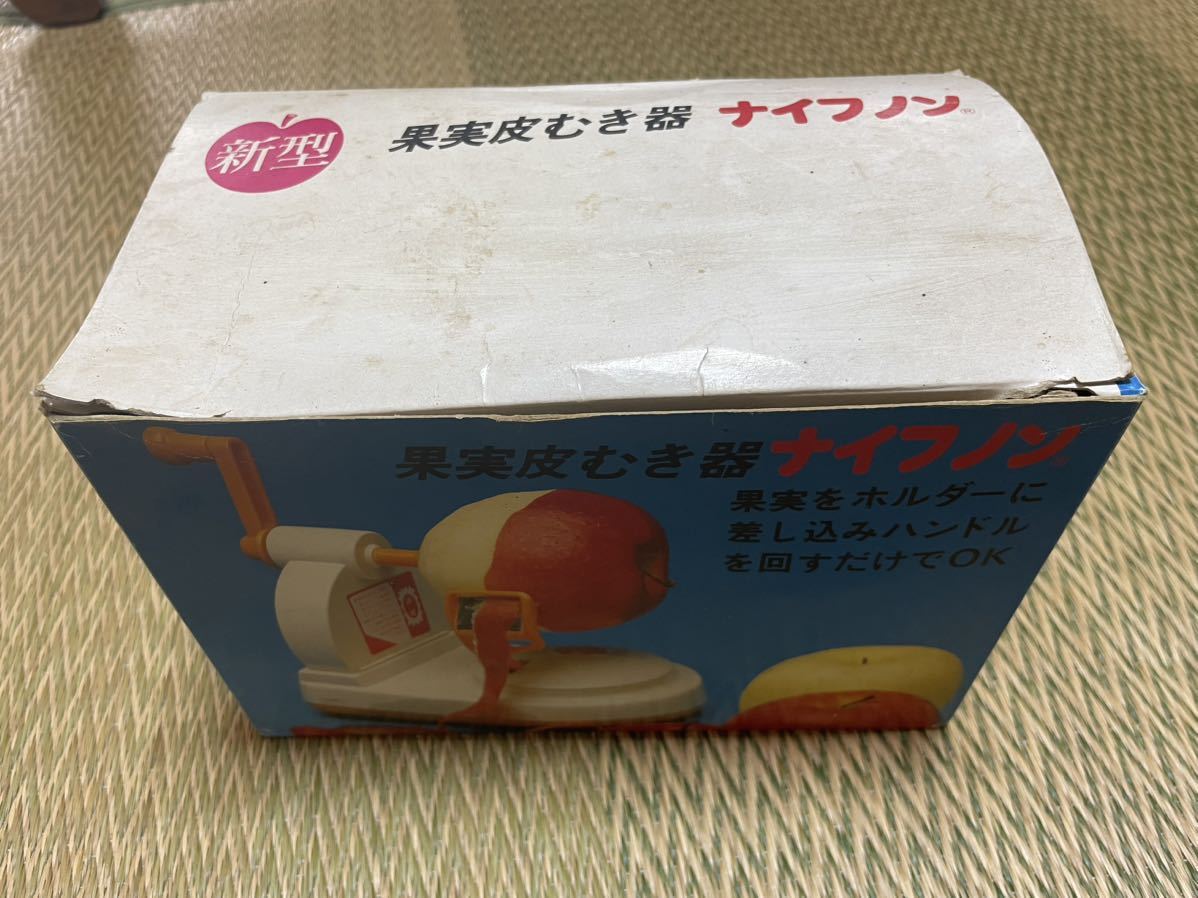 新型
果実皮むき器 ナイフノン®
果実皮むき器ナイフノン®
果実をホルダーに
差し込みハンドル
を回すだけでOK